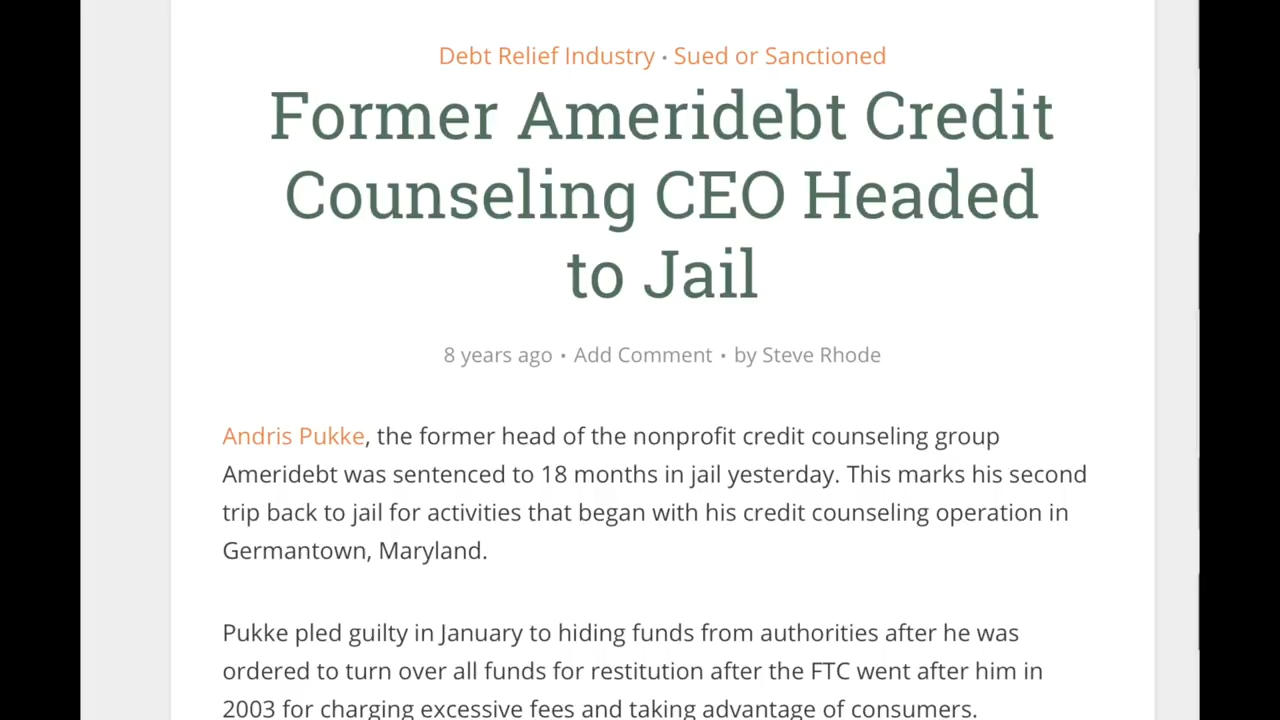 Debt Relief Industry • Sued or Sanctioned
Former Ameridebt Credit
Counseling CEO Headed
to Jail
8 years ago • Add Comment • by Steve Rhode
Andris Pukke, the former head of the nonprofit credit counseling group
Ameridebt was sentenced to 18 months in jail yesterday. This marks his second
trip back to jail for activities that began with his credit counseling operation in
Germantown, Maryland.
Pukke pled guilty in January to hiding funds from authorities after he was
ordered to turn over all funds for restitution after the FTC went after him in
2003 for charging excessive fees and taking advantage of consumers.